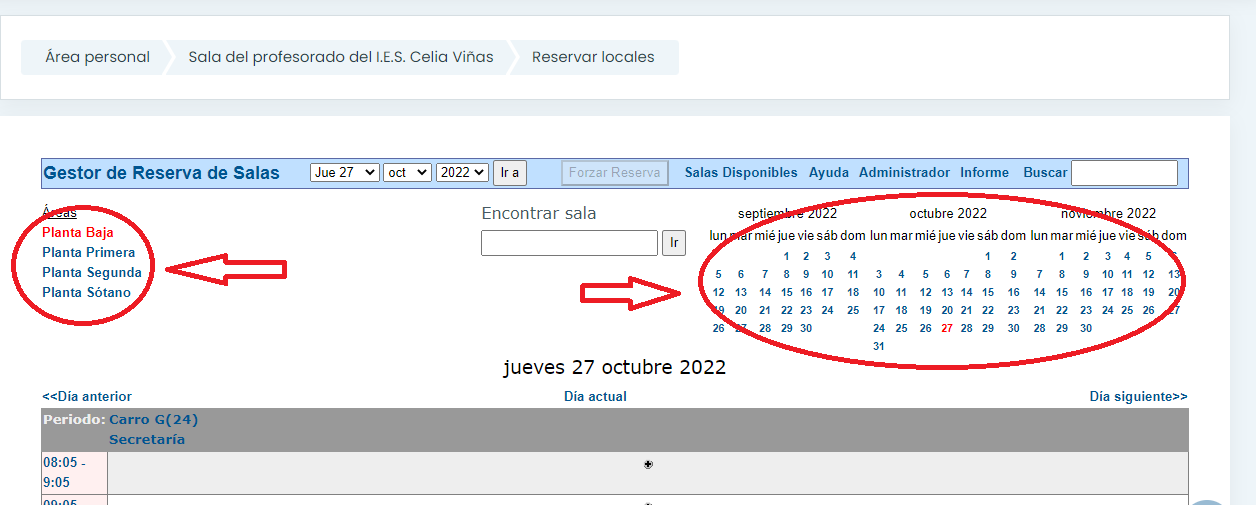 Área personal Sala del profesorado del I.E.S. Celia Viñas Reservar locales
Gestor de Reserva de Salas Jue 27 oct 2022 Ir a Forzar Reserva Salas Disponibles Ayuda Administrador Informe Buscar
Áreas
Planta Baja
Planta Primera
Planta Segunda
Planta Sótano
Encontrar sala
Ir
septiembre 2022 octubre 2022 noviembre 2022
lun mar mié jue vie sáb dom lun mar mié jue vie sáb dom lun mar mié jue vie sáb dom
1 2 3 4 1 2 1 2 3 4 5 6
5 6 7 8 9 10 11 3 4 5 6 7 8 9 7 8 9 10 11 12 13
12 13 14 15 16 17 18 10 11 12 13 14 15 16 14 15 16 17 18 19 20
19 20 21 22 23 24 25 17 18 19 20 21 22 23 21 22 23 24 25 26 27
26 27 28 29 30 24 25 26 27 28 29 30 28 29 30
31
jueves 27 octubre 2022
<<Día anterior Día actual Día siguiente>>
Periodo: Carro G(24)
Secretaría
08:05 -
9:05
09:05